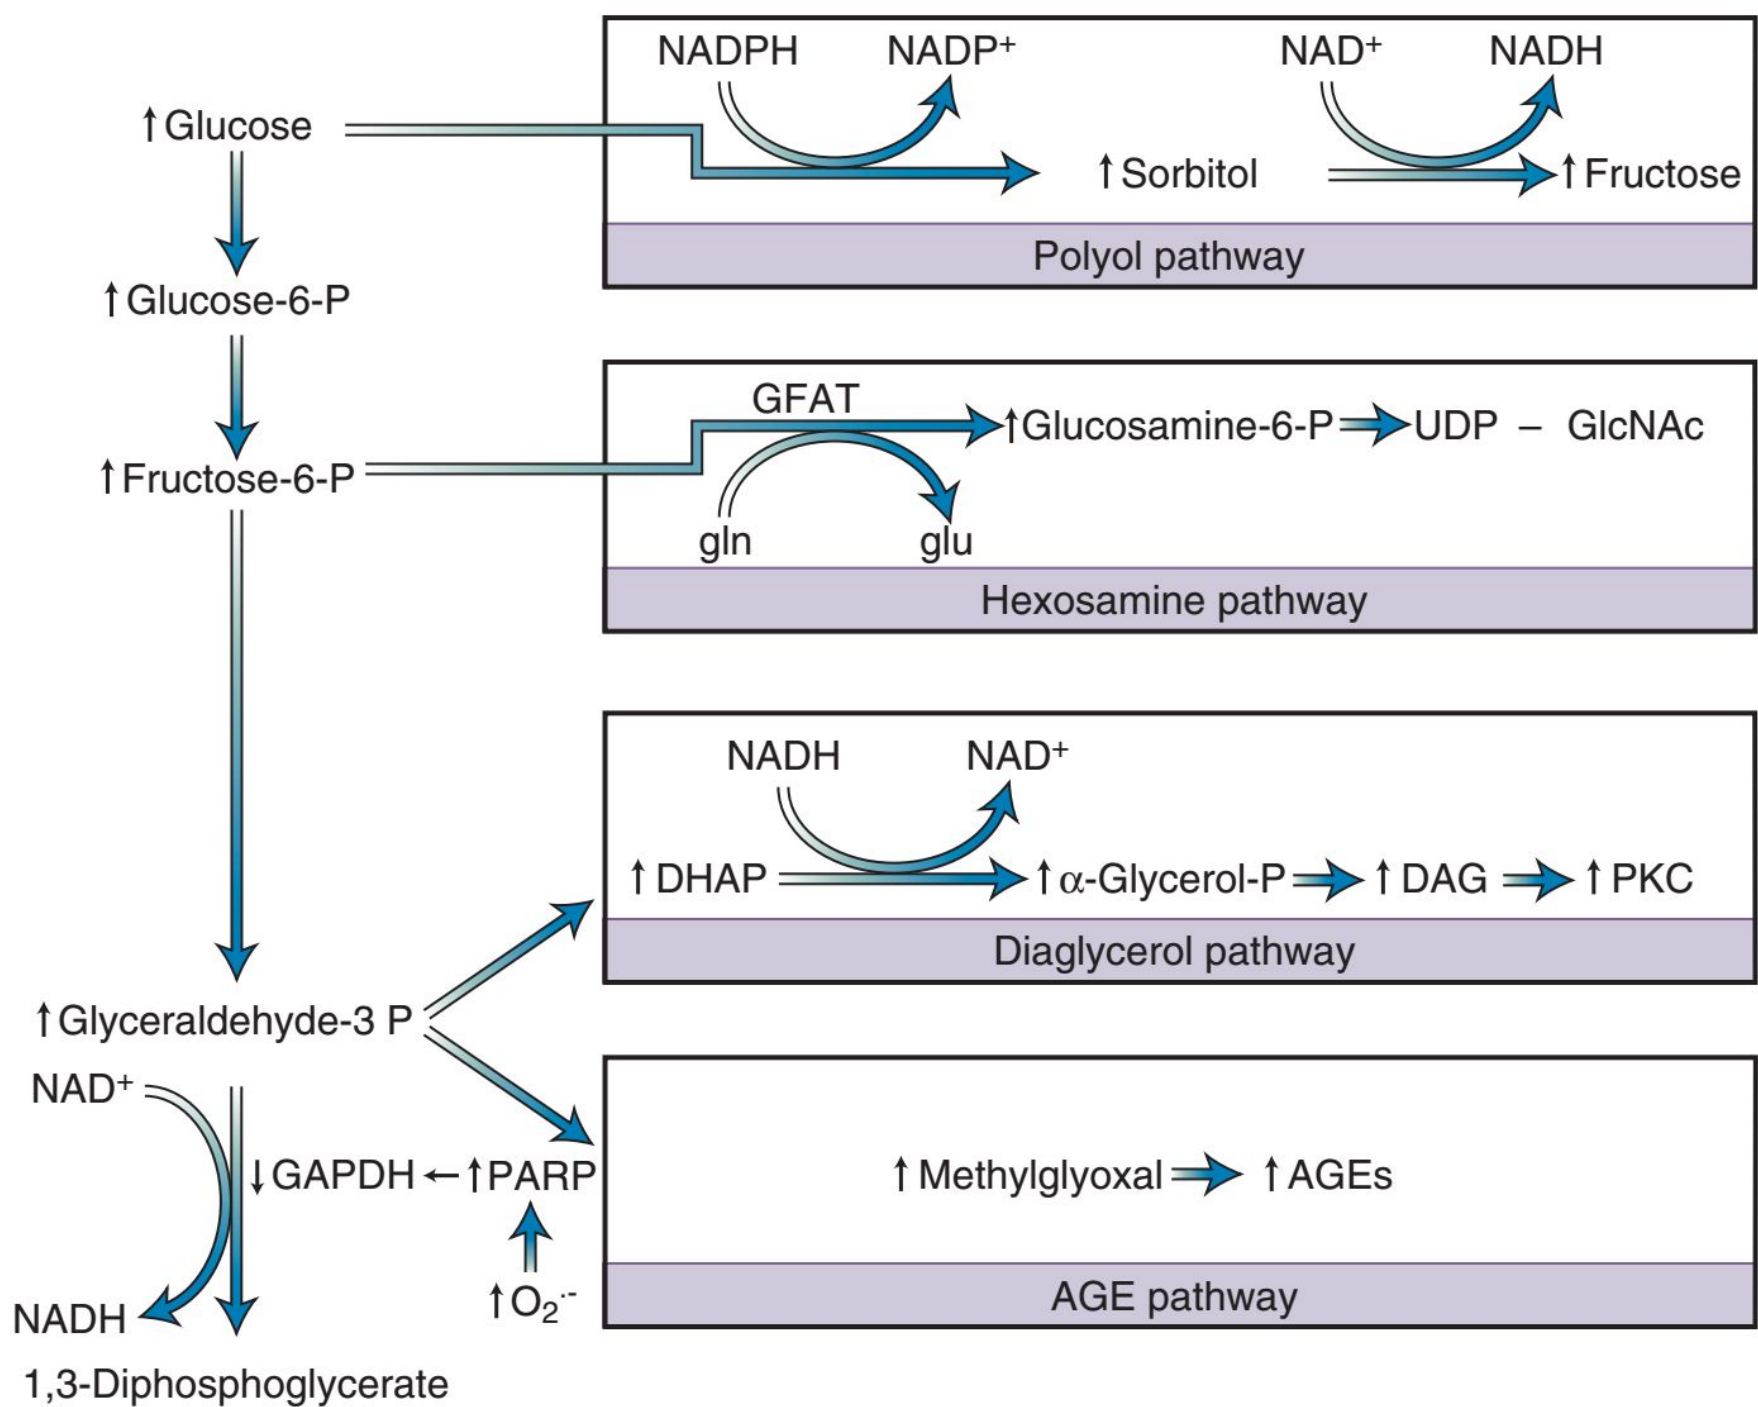 NADPH NADP+ NAD+ NADH
↑Glucose
↑Sorbitol ↑Fructose
Polyol pathway
↑Glucose-6-P
GFAT
↑Glucosamine-6-P UDP – GlcNAc
↑Fructose-6-P
gln glu
Hexosamine pathway
NADH NAD+
↑ DHAP ↑ α-Glycerol-P ↑ DAG ↑ PKC
Diaglycerol pathway
↑Glyceraldehyde-3 P
NAD+
↓GAPDH ←↑PARP
↑ Methylglyoxal ↑ AGEs
↑O2·-
AGE pathway
NADH
1,3-Diphosphoglycerate